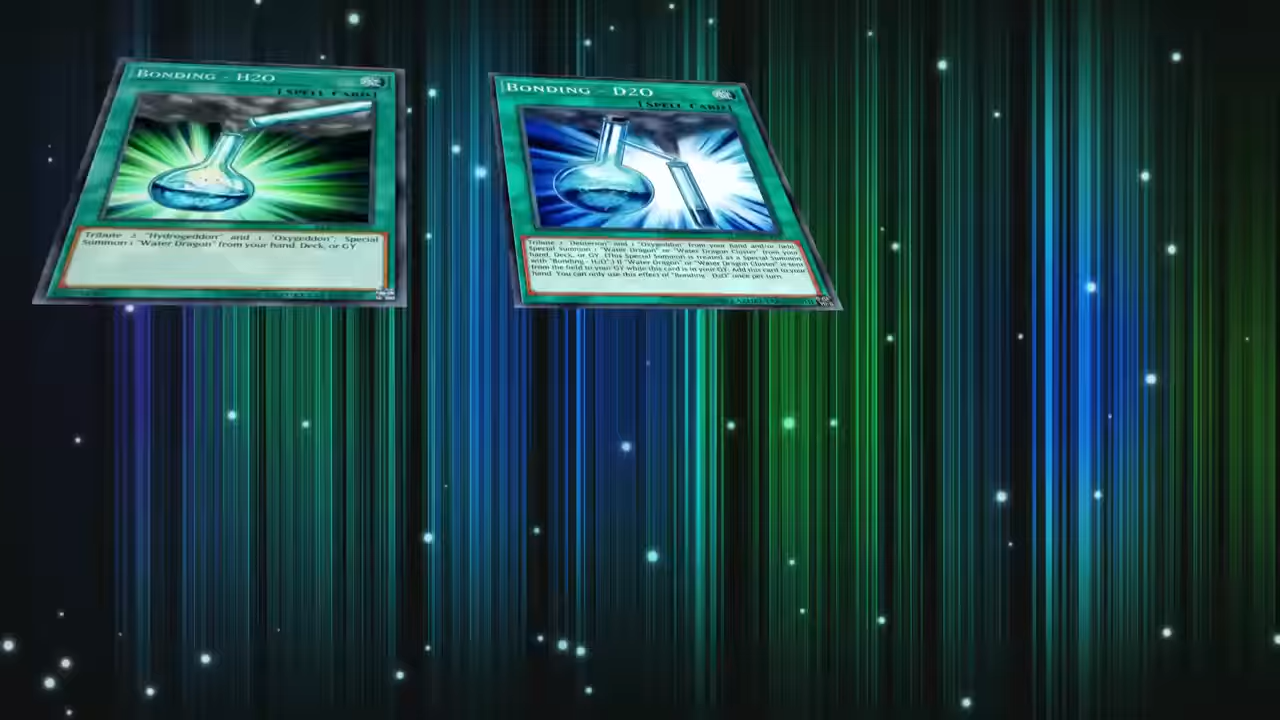 Bonding - H2O
[Spell Card]
Tribute 2 "Hydrogeddon" and 1 "Oxygeddon"; Special
Summon 1 "Water Dragon" from your hand, Deck, or GY.
Bonding - D2O
[Spell Card]
Tribute 2 "Deuterion" and 1 "Oxygeddon" from your hand and/or field;
Special Summon 1 "Water Dragon" or "Water Dragon Cluster" from your
hand, Deck, or GY. (This Special Summon is treated as a Special Summon
with "Bonding - H2O".) If "Water Dragon" or "Water Dragon Cluster" is sent
from the field to your GY while this card is in your GY: Add this card to your
hand. You can only use this effect of "Bonding - D2O" once per turn.